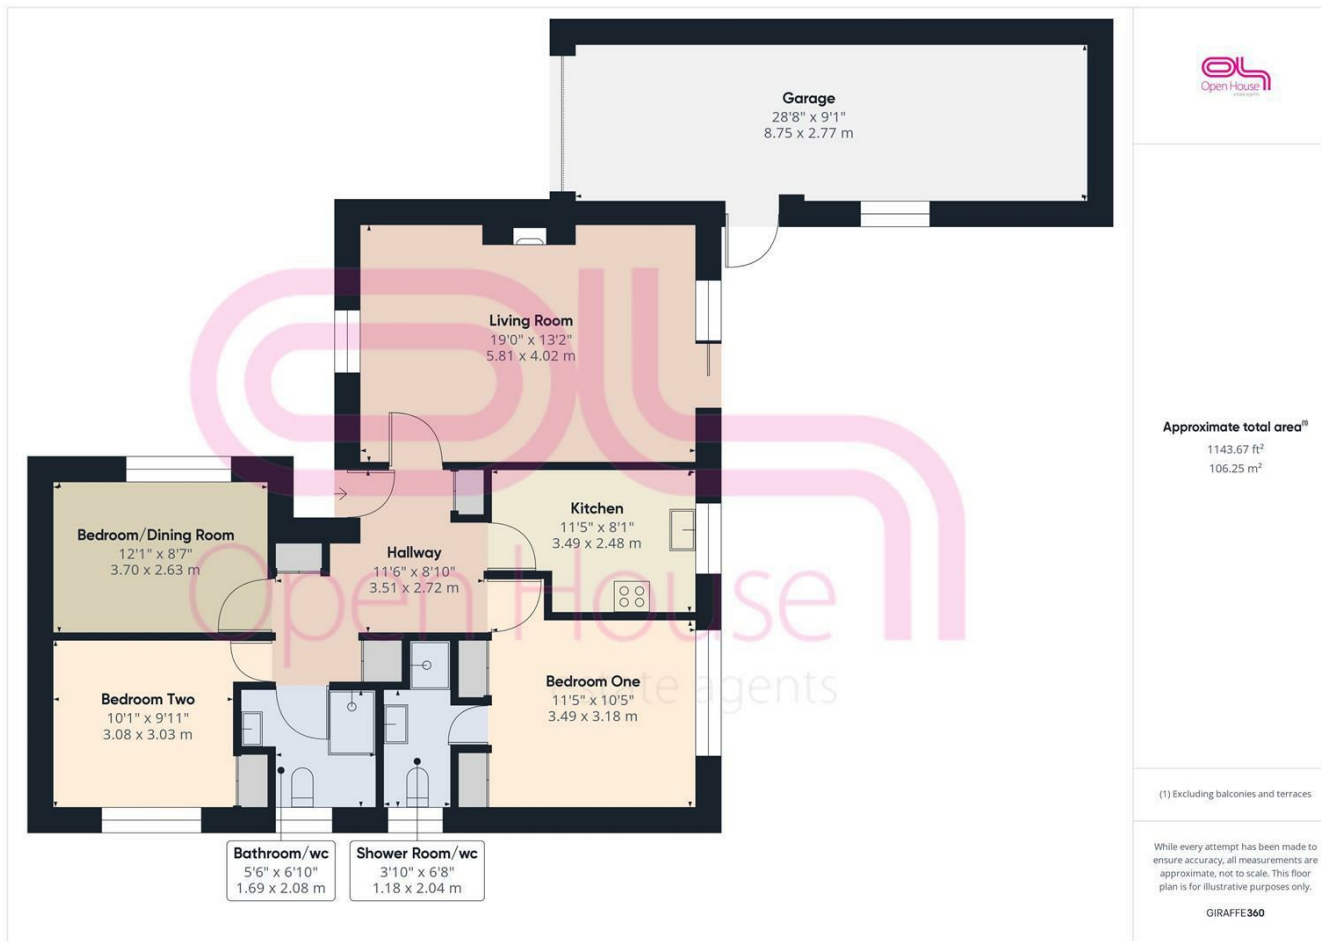 Garage
28'8" x 9'1"
8.75 x 2.77 m
Living Room
19'0" x 13'2"
5.81 x 4.02 m
Kitchen
11'5" x 8'1"
3.49 x 2.48 m
Bedroom/Dining Room
12'1" x 8'7"
3.70 x 2.63 m
Hallway
11'6" x 8'10"
3.51 x 2.72 m
Bedroom Two
10'1" x 9'11"
3.08 x 3.03 m
Bedroom One
11'5" x 10'5"
3.49 x 3.18 m
Bathroom/wc
5'6" x 6'10"
1.69 x 2.08 m
Shower Room/wc
3'10" x 6'8"
1.18 x 2.04 m
Open House
estate agents
Open House
estate agents
Approximate total area(1)
1143.67 ft²
106.25 m²
(1) Excluding balconies and terraces
While every attempt has been made to
ensure accuracy, all measurements are
approximate, not to scale. This floor
plan is for illustrative purposes only.
GIRAFFE360